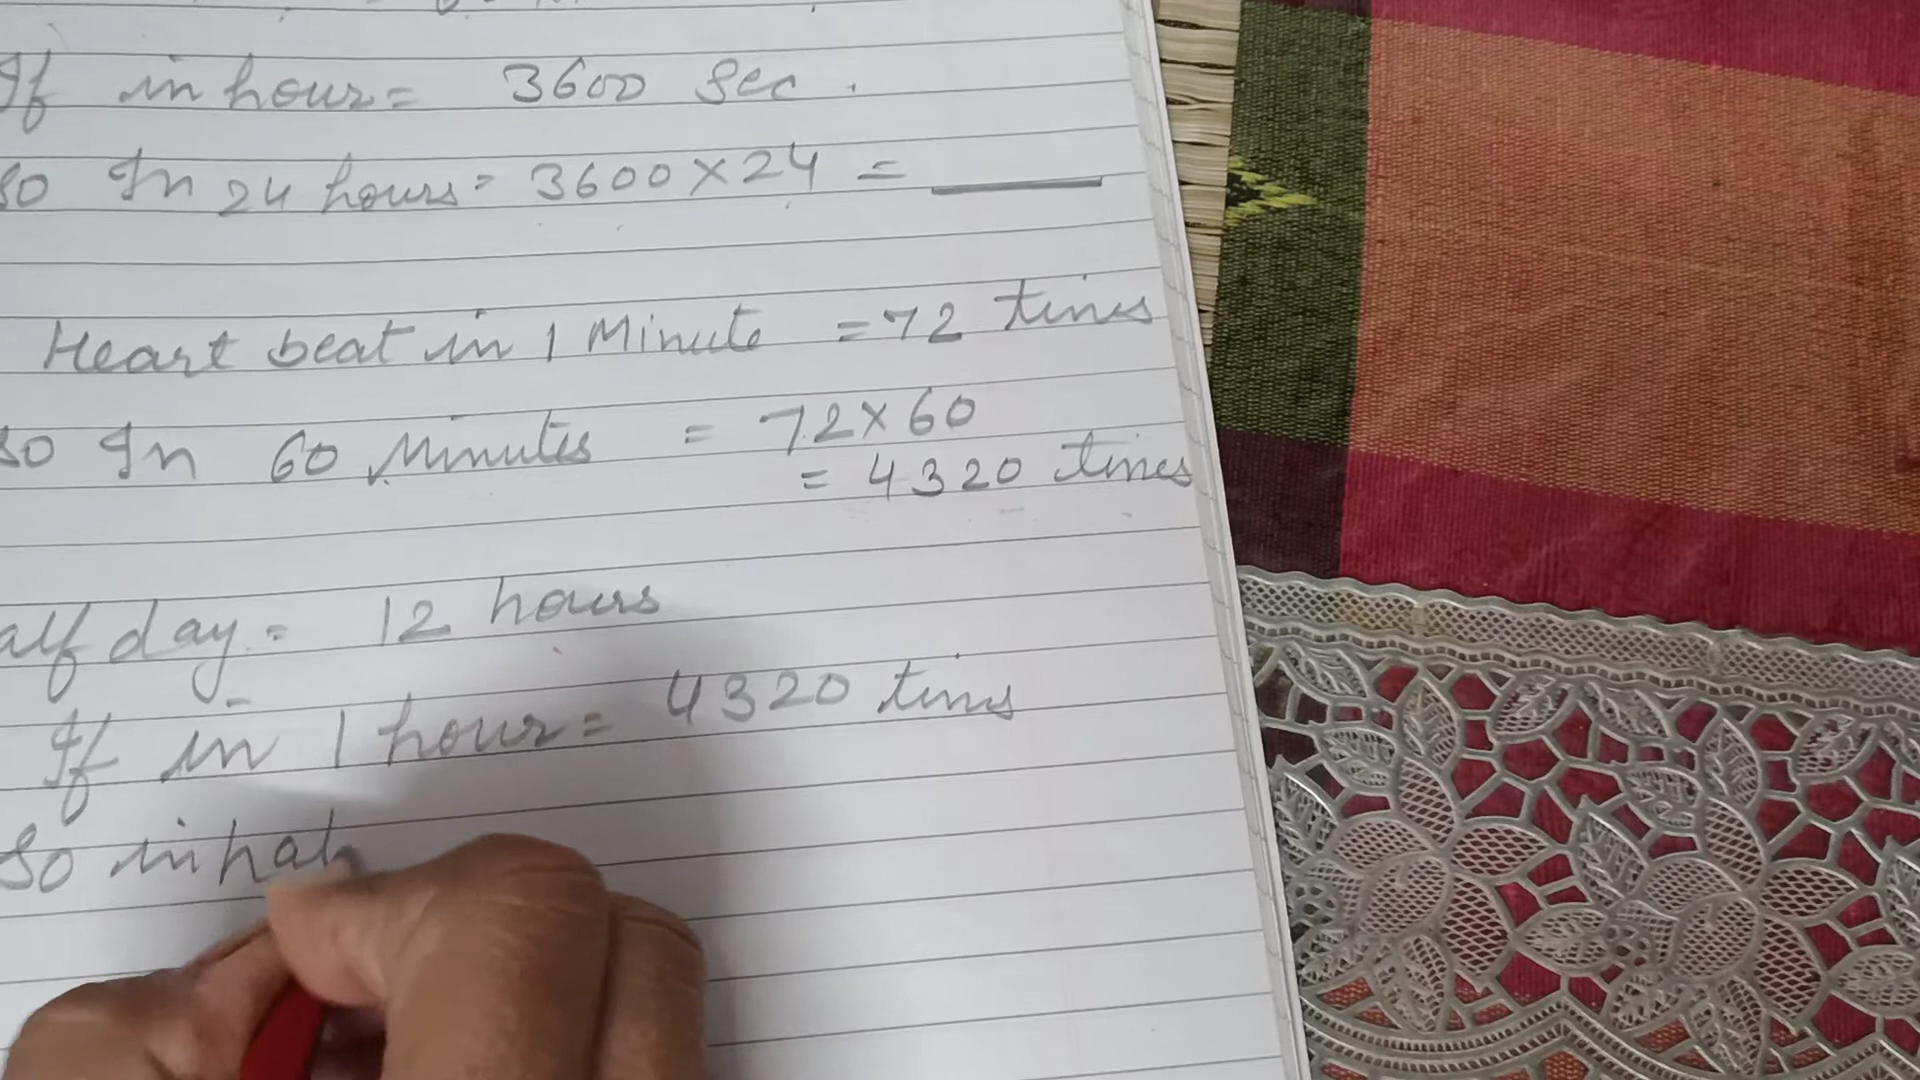 If in hour = 3600 Sec.
So In 24 hours = 3600 x 24 =
Heart beat in 1 Minute = 72 times
So In 60 Minutes = 72 x 60
= 4320 times
alf day = 12 hours
If in 1 hour = 4320 times
So in hal